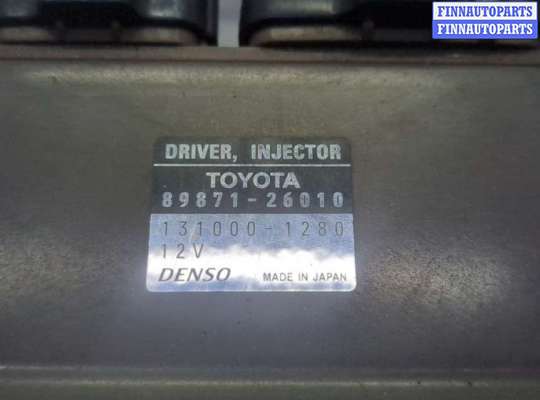 FINNAUTOPARTS
FINNAUTOPARTS
DRIVER, INJECTOR
TOYOTA
89871-26010
131000-1280
12V
DENSO MADE IN JAPAN